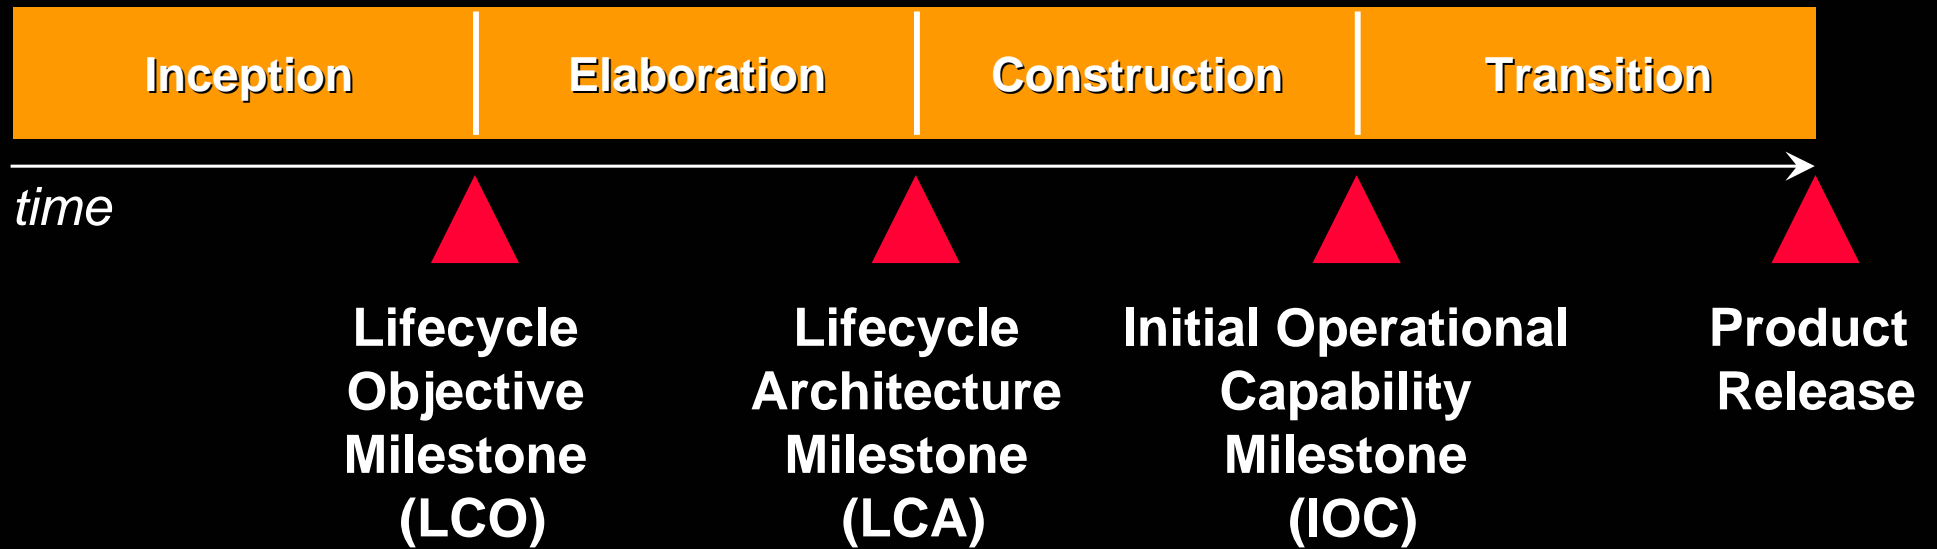 Inception
Elaboration
Construction
Transition
time
Lifecycle
Objective
Milestone
(LCO)
Lifecycle
Architecture
Milestone
(LCA)
Initial Operational
Capability
Milestone
(IOC)
Product
Release